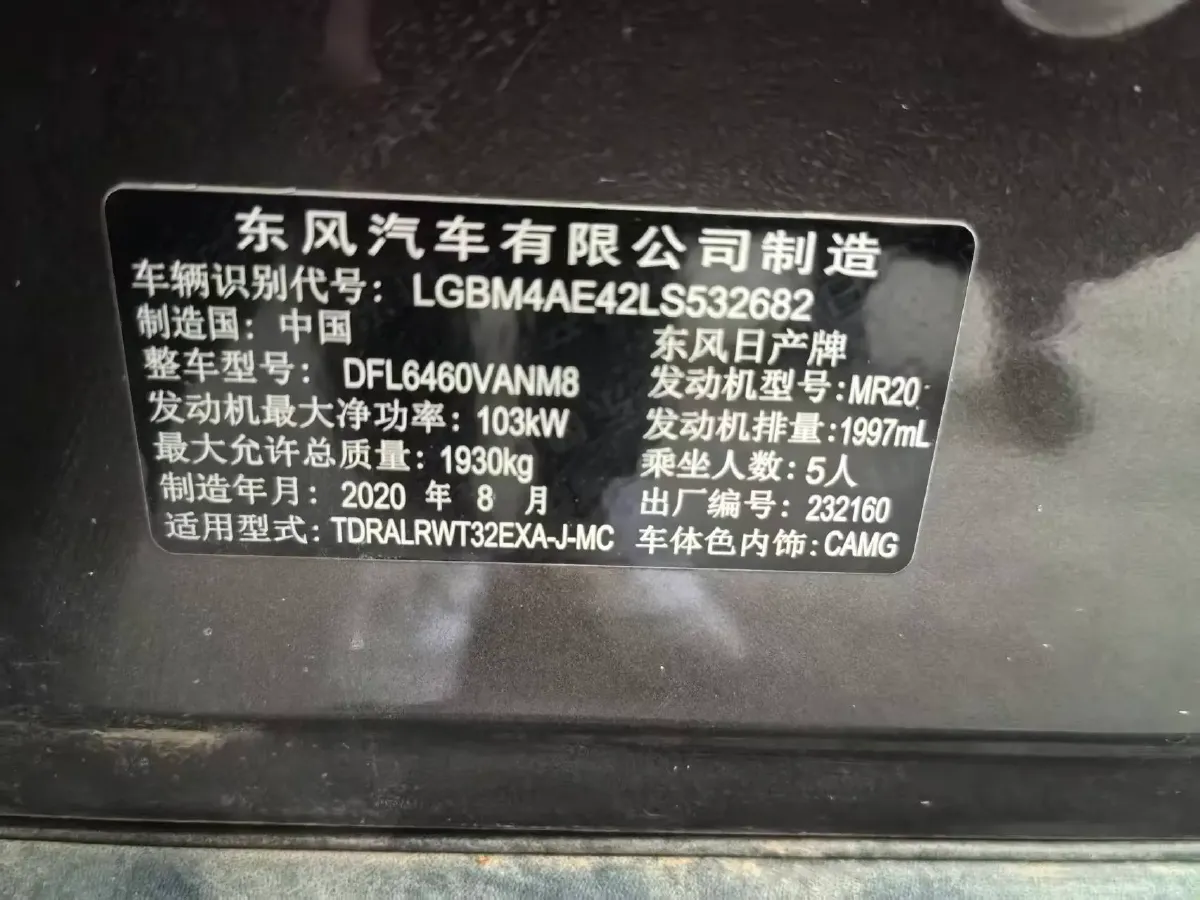 东风汽车有限公司制造
车辆识别代号: LGBM4AE42LS532682
制造国: 中国 东风日产牌
整车型号: DFL6460VANM8 发动机型号:MR20
发动机最大净功率: 103kW 发动机排量:1997mL
最大允许总质量: 1930kg 乘坐人数: 5人
制造年月: 2020 年 8 月 出厂编号: 232160
适用型式: TDRALRWT32EXA-J-MC 车体色内饰:CAMG